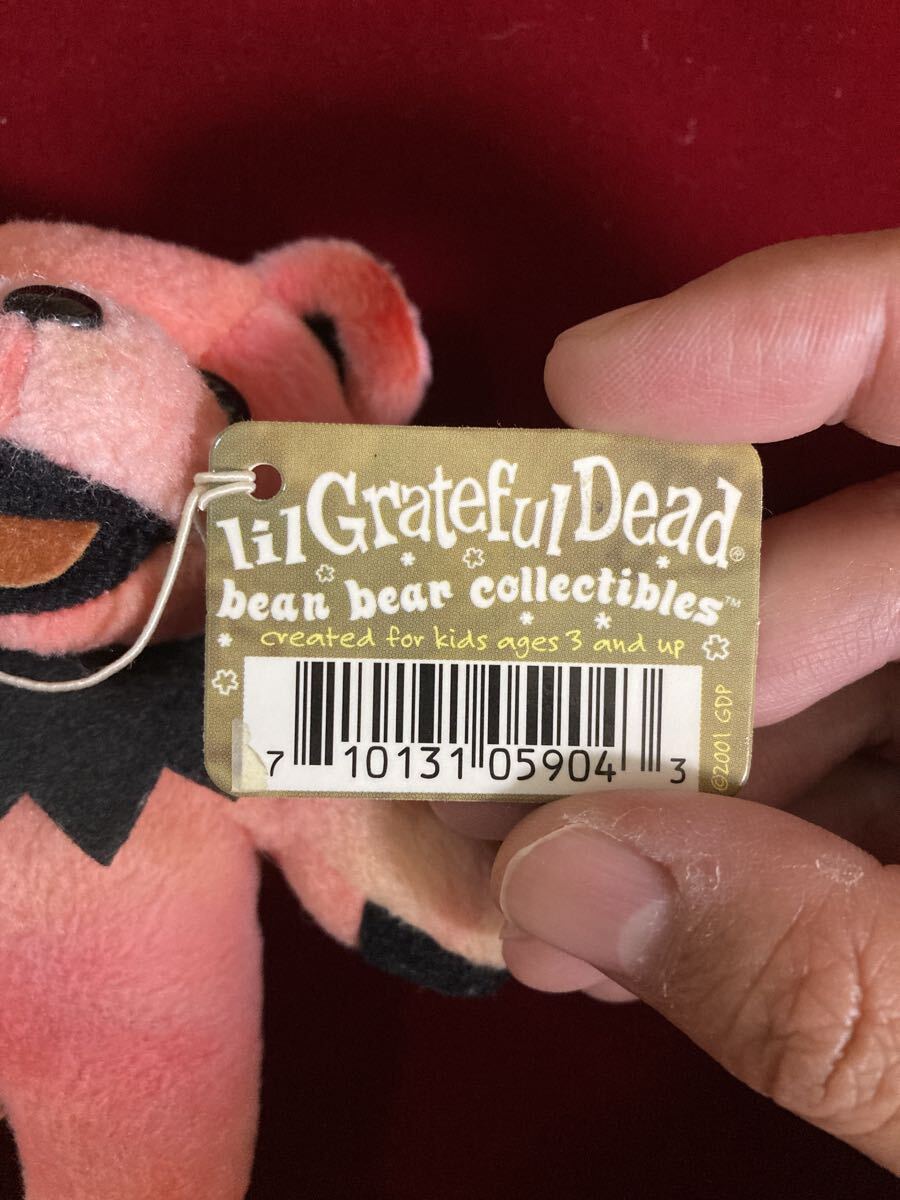 lil Grateful Dead®
bean bear collectibles™
created for kids ages 3 and up
7 10131 05904 3
©2001 GDP